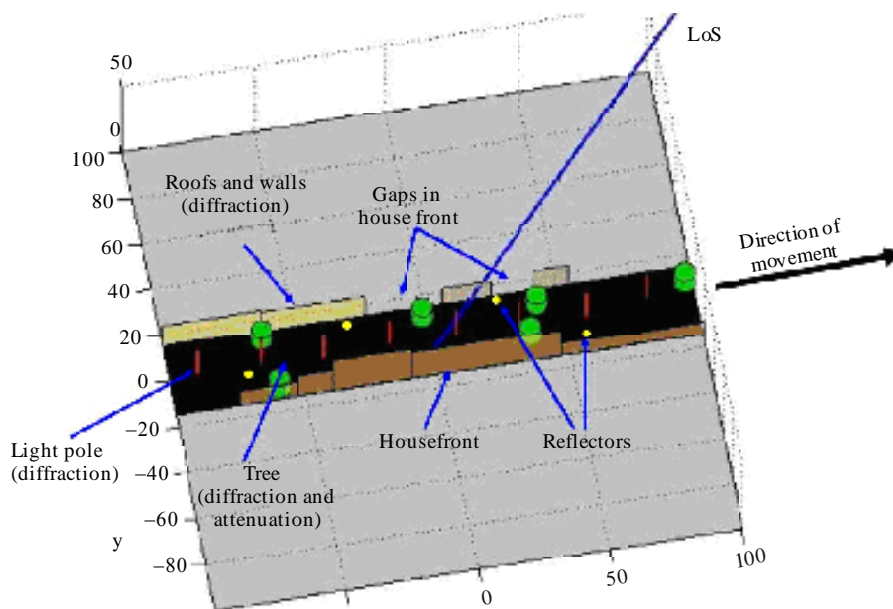 LoS
50
0
100
Roofs and walls
(diffraction)
Gaps in
house front
80
Direction of
movement
60
40
20
0
−20
Light pole
(diffraction)
Housefront
Reflectors
Tree
(diffraction and
attenuation)
−40
−60
y
−80
0
50
100